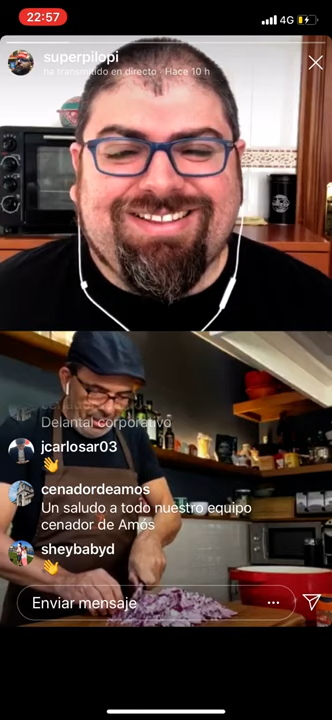 22:57
4G
superpilopi
ha transmitido en directo · Hace 10 h
Delantal corporativo
jcarlosar03
👋
cenadordeamos
Un saludo a todo nuestro equipo
cenador de Amós
sheybabyd
👋
Enviar mensaje